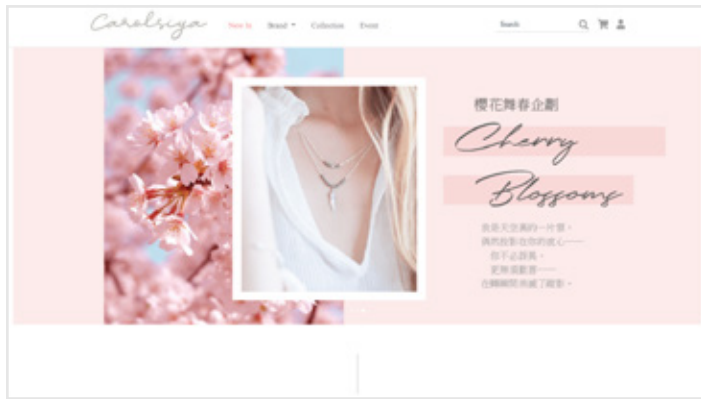 Carolsiya
New In Brand Collection Event
Search
櫻花舞春企劃
Cherry
Blossoms
我是天空裏的一片雲，
偶然投影在你的波心──
你不必訝異，
更無須歡喜──
在轉瞬間消滅了蹤影。